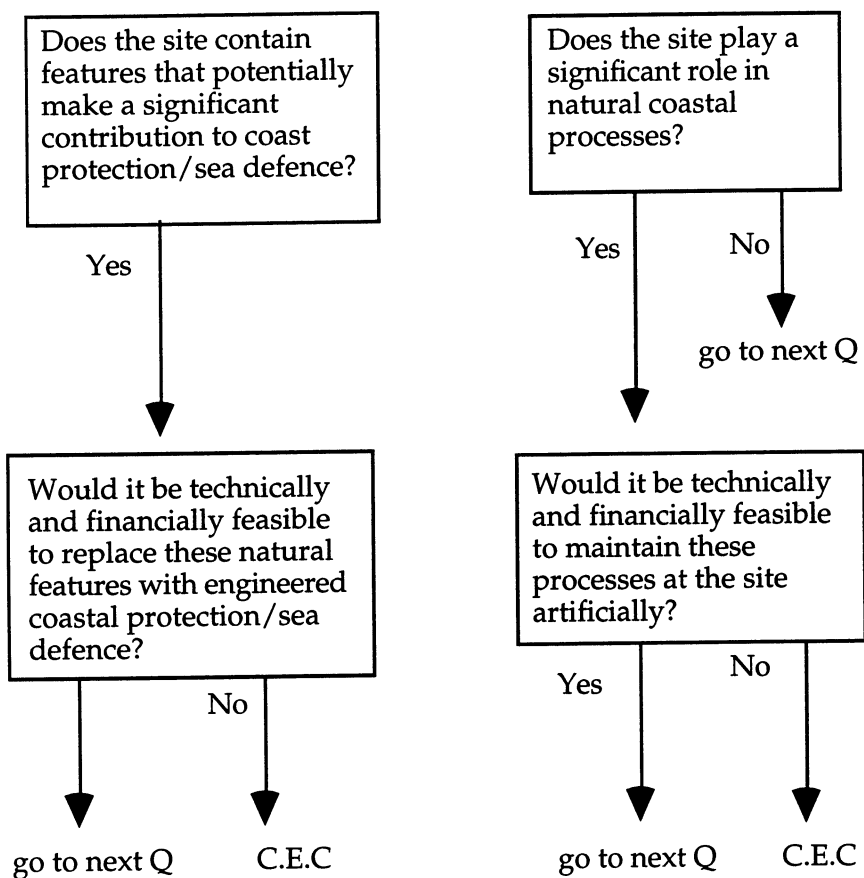 Does the site contain
features that potentially
make a significant
contribution to coast
protection/sea defence?
Yes
Would it be technically
and financially feasible
to replace these natural
features with engineered
coastal protection/sea
defence?
No
go to next Q
C.E.C
Does the site play a
significant role in
natural coastal
processes?
Yes
No
go to next Q
Would it be technically
and financially feasible
to maintain these
processes at the site
artificially?
Yes
No
go to next Q
C.E.C